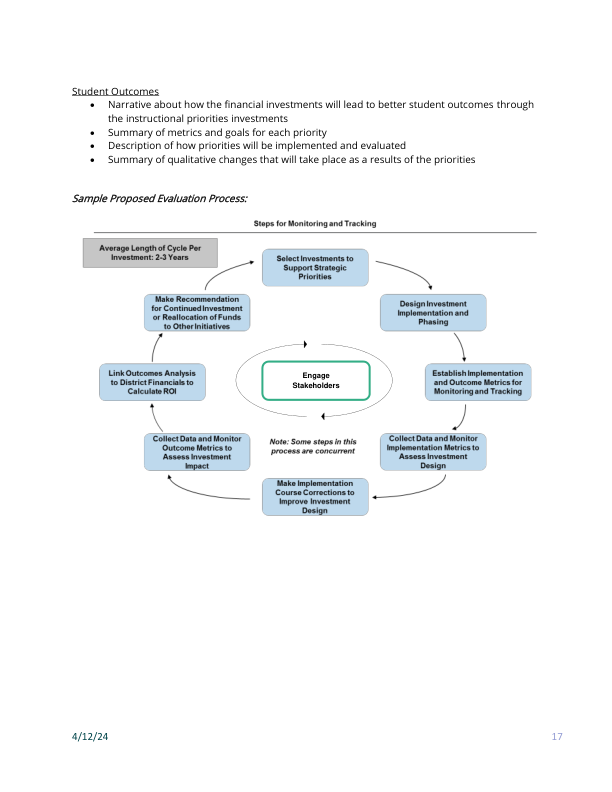 Student Outcomes
• Narrative about how the financial investments will lead to better student outcomes through
the instructional priorities investments
• Summary of metrics and goals for each priority
• Description of how priorities will be implemented and evaluated
• Summary of qualitative changes that will take place as a results of the priorities
Sample Proposed Evaluation Process:
Steps for Monitoring and Tracking
Average Length of Cycle Per
Investment: 2-3 Years
Select Investments to
Support Strategic
Priorities
Design Investment
Implementation and
Phasing
Establish Implementation
and Outcome Metrics for
Monitoring and Tracking
Collect Data and Monitor
Implementation Metrics to
Assess Investment
Design
Make Implementation
Course Corrections to
Improve Investment
Design
Collect Data and Monitor
Outcome Metrics to
Assess Investment
Impact
Link Outcomes Analysis
to District Financials to
Calculate ROI
Make Recommendation
for Continued Investment
or Reallocation of Funds
to Other Initiatives
Engage
Stakeholders
Note: Some steps in this
process are concurrent
4/12/24
17